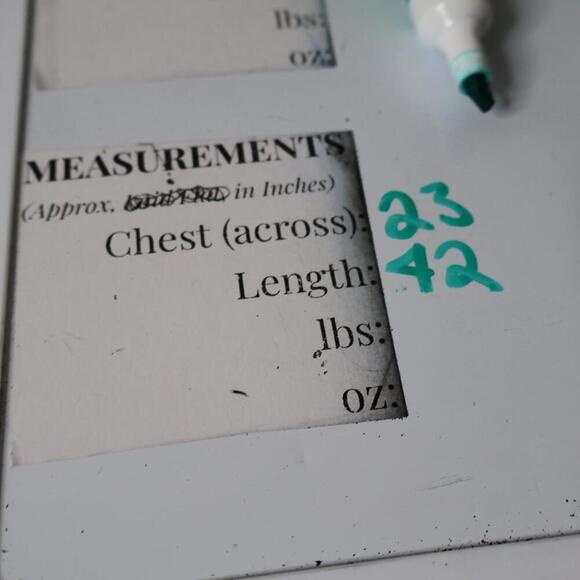 lbs:
oz:
MEASUREMENTS
(Approx, in Inches)
Chest (across): 23
Length: 42
lbs:
oz: